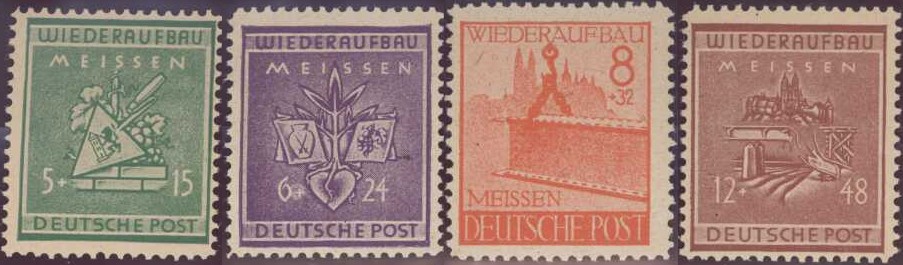 WIEDERAUFBAU
MEISSEN
5+ 15
DEUTSCHE POST
WIEDERAUFBAU
MEISSEN
6+ 24
DEUTSCHE POST
WIEDERAUFBAU
8
+32
MEISSEN
DEUTSCHE POST
WIEDERAUFBAU
MEISSEN
12+ 48
DEUTSCHE POST